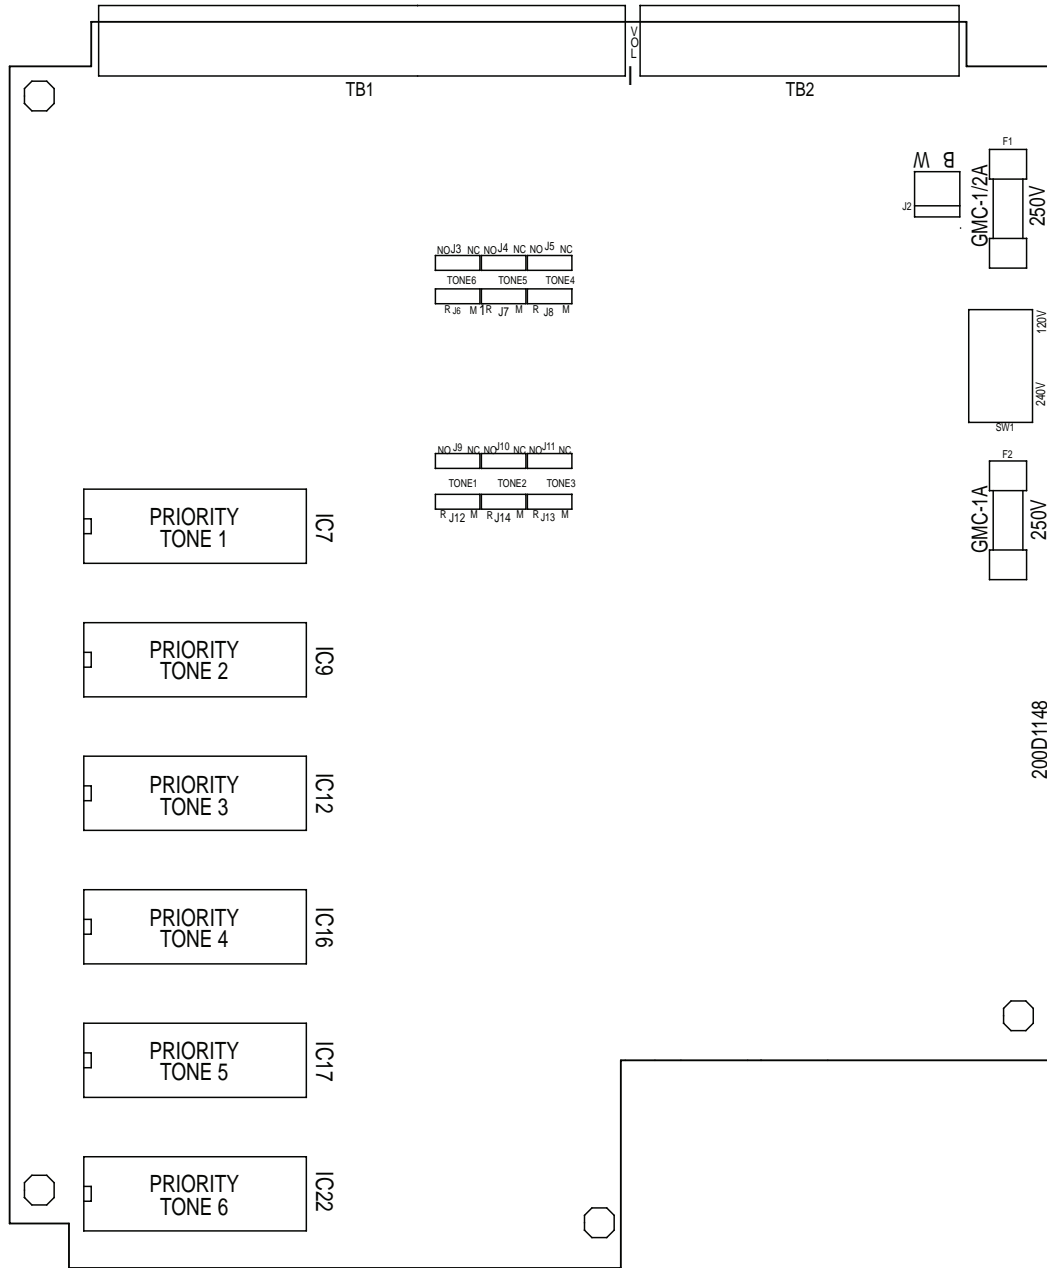 VOL
TB1
TB2
F1
W B
J2
GMC-1/2A
250V
NO J3 NC NO J4 NC NO J5 NC
TONE6 TONE5 TONE4
R J6 M 1R J7 M R J8 M
120V
240V
SW1
NO J9 NC NO J10 NC NO J11 NC
TONE1 TONE2 TONE3
R J12 M R J14 M R J13 M
F2
GMC-1A
250V
PRIORITY
TONE 1
IC7
PRIORITY
TONE 2
IC9
200D1148
PRIORITY
TONE 3
IC12
PRIORITY
TONE 4
IC16
PRIORITY
TONE 5
IC17
PRIORITY
TONE 6
IC22